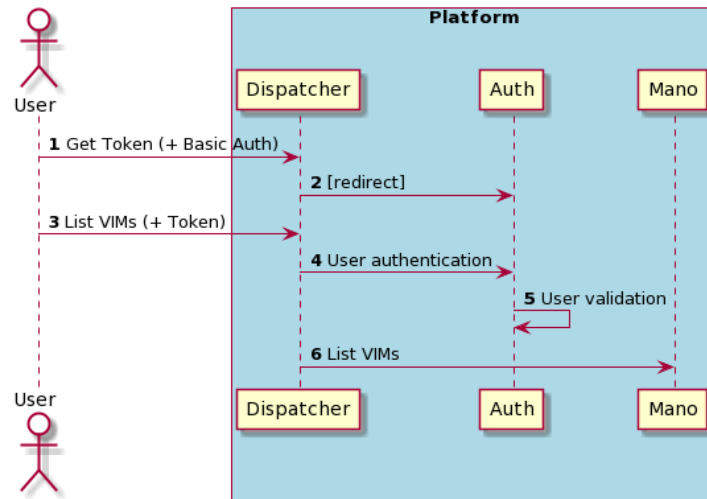 Platform
User
Dispatcher
Auth
Mano
1 Get Token (+ Basic Auth)
2 [redirect]
3 List VIMs (+ Token)
4 User authentication
5 User validation
6 List VIMs
User
Dispatcher
Auth
Mano